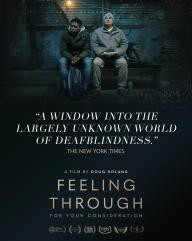 “A WINDOW INTO THE
LARGELY UNKNOWN WORLD
OF DEAFBLINDNESS.”
THE NEW YORK TIMES
A FILM BY DOUG ROLAND
FEELING
THROUGH
FOR YOUR CONSIDERATION